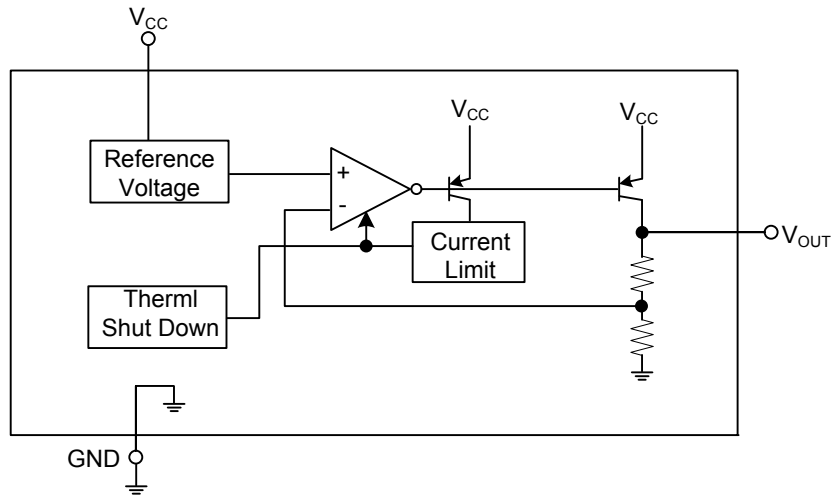 VCC
VCC
VCC
Reference
Voltage
+
-
Current
Limit
VOUT
Therml
Shut Down
GND